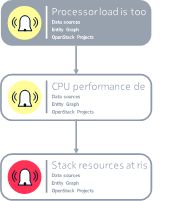 Processor load is too
Data sources
Entity Graph
OpenStack Projects
CPU performance de
Data sources
Entity Graph
OpenStack Projects
Stack resources at ris
Data sources
Entity Graph
OpenStack Projects